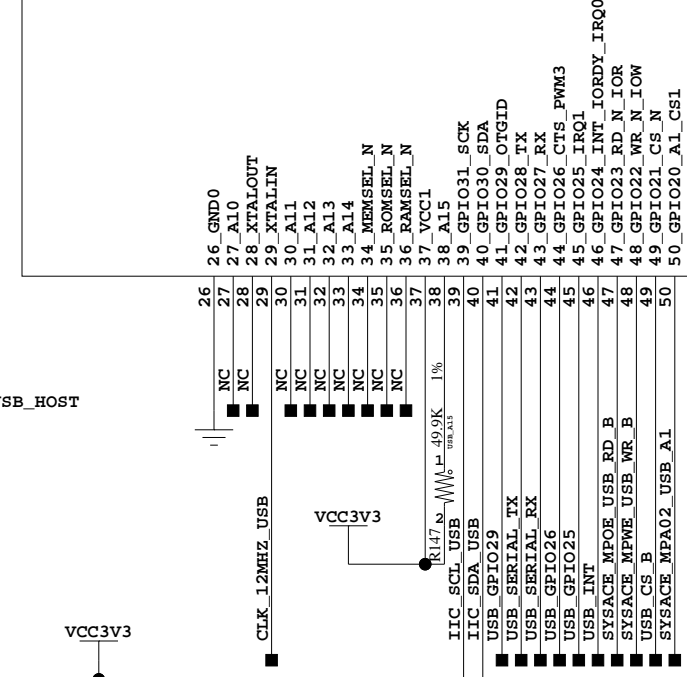 26_GND0
27_A10
28_XTALOUT
29_XTALIN
30_A11
31_A12
32_A13
33_A14
34_MEMSEL_N
35_ROMSEL_N
36_RAMSEL_N
37_VCC1
38_A15
39_GPIO31_SCK
40_GPIO30_SDA
41_GPIO29_OTGID
42_GPIO28_TX
43_GPIO27_RX
44_GPIO26_CTS_PWM3
45_GPIO25_IRQ1
46_GPIO24_INT_IORDY_IRQ0
47_GPIO23_RD_N_IOR
48_GPIO22_WR_N_IOW
49_GPIO21_CS_N
50_GPIO20_A1_CS1
26
27
28
29
30
31
32
33
34
35
36
37
38
39
40
41
42
43
44
45
46
47
48
49
50
NC
NC
NC
NC
NC
NC
NC
NC
NC
SB_HOST
49.9K 1%
USB_A15
1
2
R147
VCC3V3
CLK_12MHZ_USB
IIC_SCL_USB
IIC_SDA_USB
USB_GPIO29
USB_SERIAL_TX
USB_SERIAL_RX
USB_GPIO26
USB_GPIO25
USB_INT
SYSACE_MPOE_USB_RD_B
SYSACE_MPWE_USB_WR_B
USB_CS_B
SYSACE_MPA02_USB_A1
VCC3V3